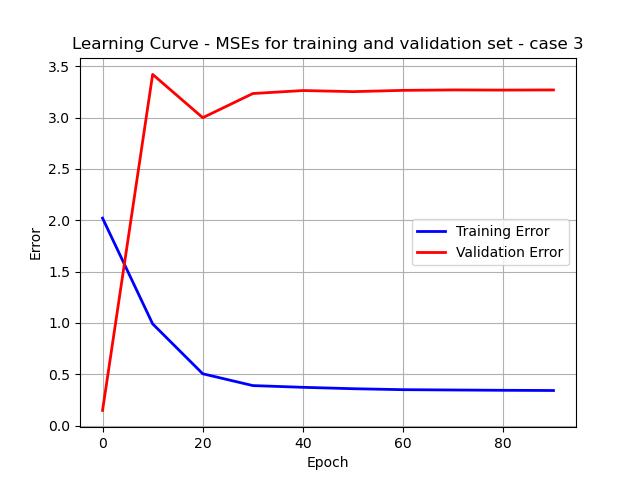 Learning Curve - MSEs for training and validation set - case 3
3.5
3.0
2.5
2.0
1.5
1.0
0.5
0.0
Error
Training Error
Validation Error
0 20 40 60 80
Epoch